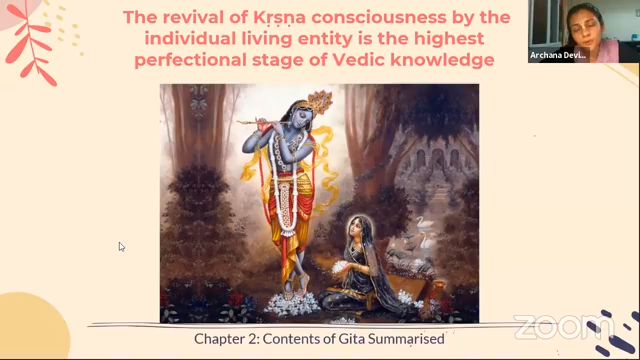 The revival of Kṛṣṇa consciousness by the
individual living entity is the highest
perfectional stage of Vedic knowledge
Archana Devi...
Chapter 2: Contents of Gita Summarised
zoom